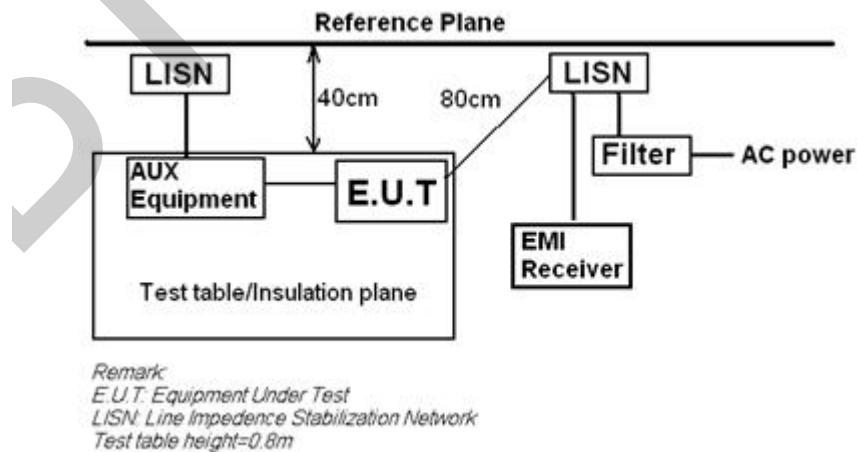 Reference Plane
LISN
40cm
80cm
LISN
Filter
AC power
AUX
Equipment
E.U.T
EMI
Receiver
Test table/Insulation plane
Remark
E.U.T: Equipment Under Test
LISN: Line Impedence Stabilization Network
Test table height=0.8m